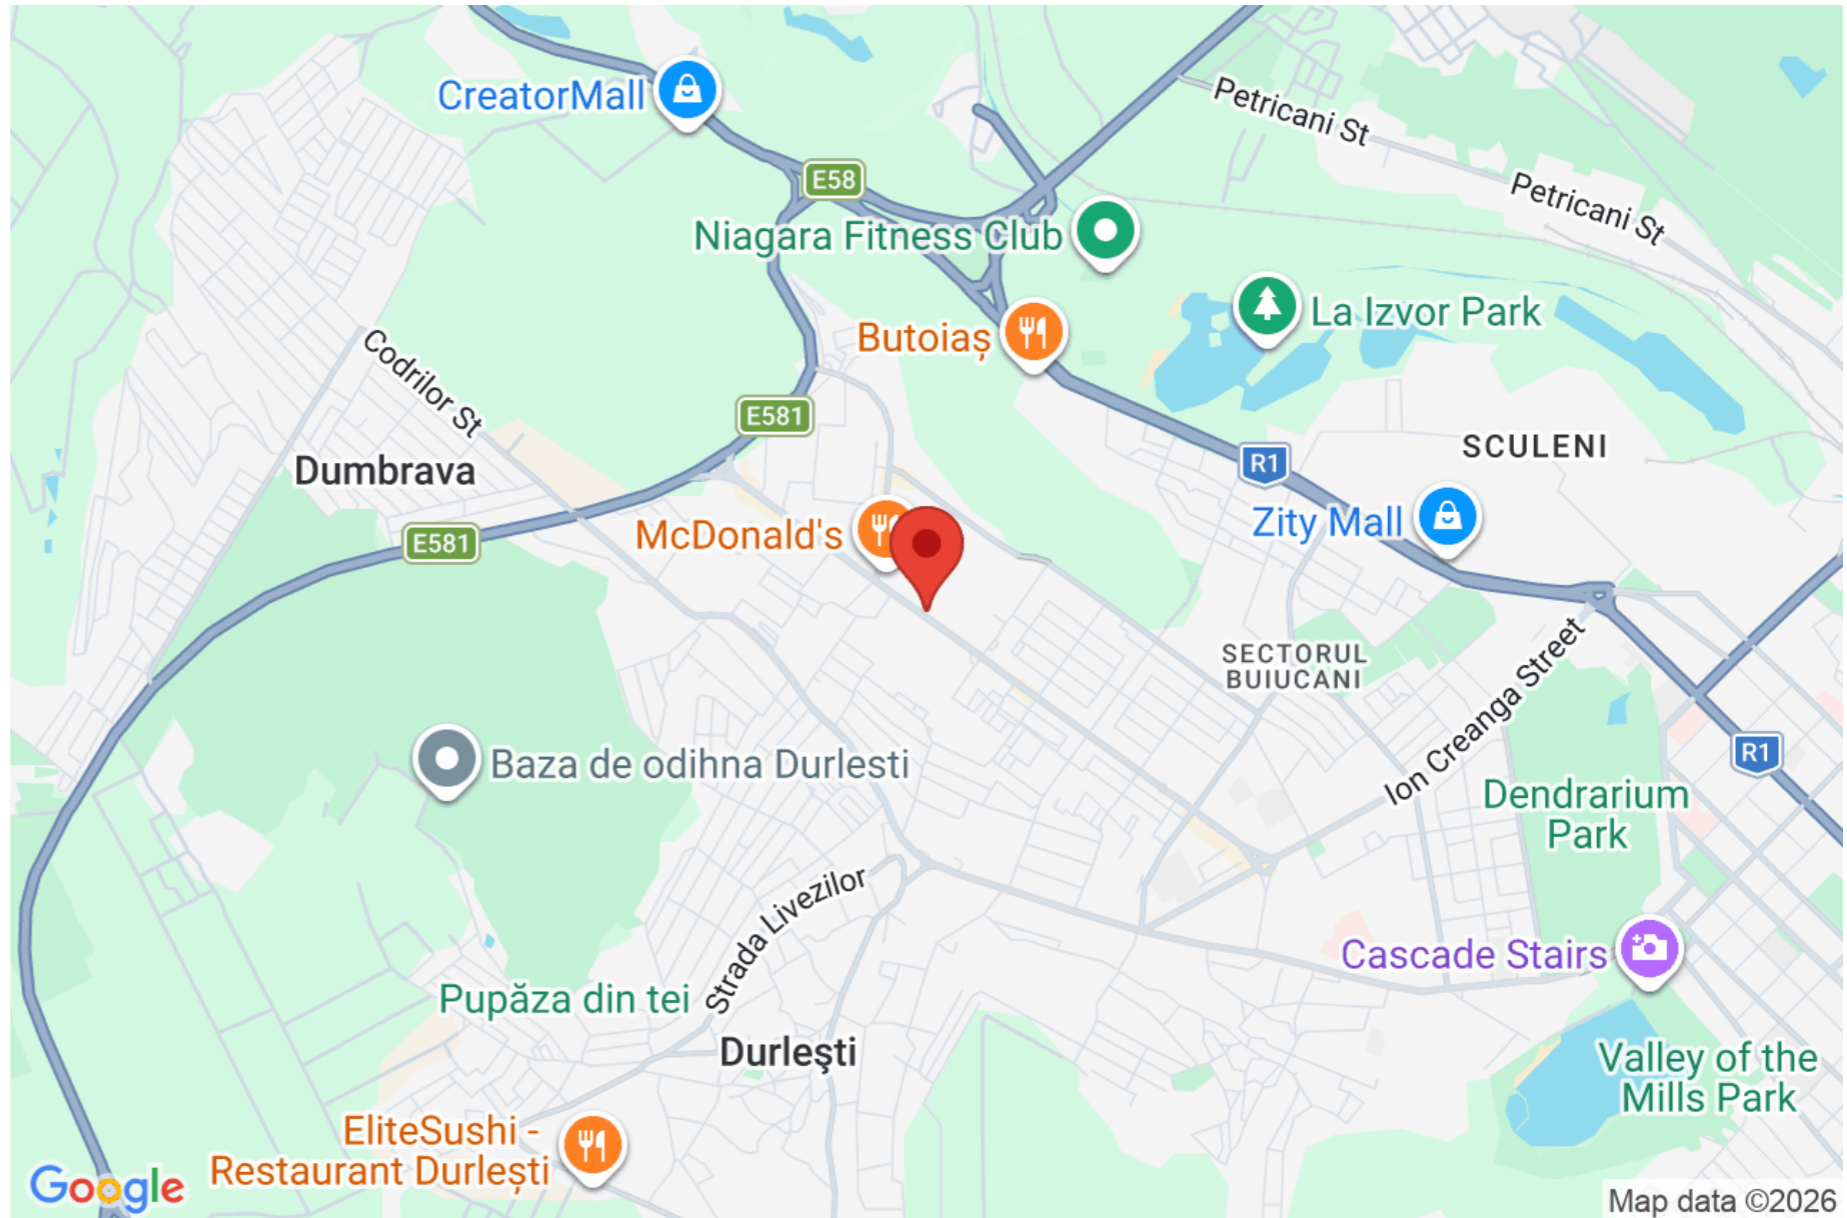 CreatorMall
E58
Petricani St
Petricani St
Niagara Fitness Club
La Izvor Park
Butoiaș
Codrilor St
E581
Dumbrava
SCULENI
R1
E581
McDonald's
Zity Mall
SECTORUL
BUIUCANI
Ion Creanga Street
R1
Baza de odihna Durlesti
Dendrarium
Park
Strada Livezilor
Cascade Stairs
Pupăza din tei
Durleşti
Valley of the
Mills Park
EliteSushi -
Restaurant Durlești
Google
Map data ©2026